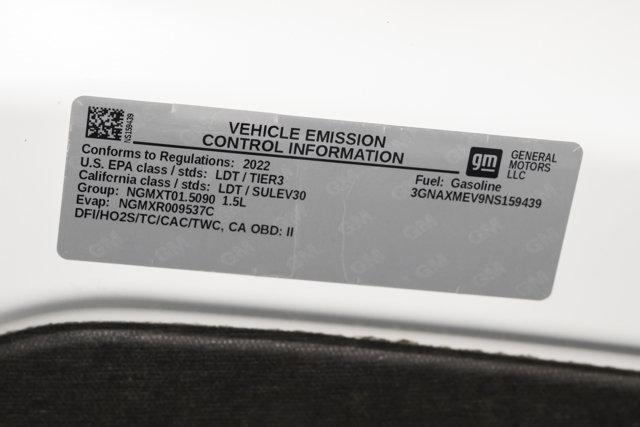 NS159439
VEHICLE EMISSION
CONTROL INFORMATION
gm
GENERAL
MOTORS
LLC
Conforms to Regulations: 2022
U.S. EPA class / stds: LDT / TIER3
California class / stds: LDT / SULEV30
Group: NGMXT01.5090 1.5L
Evap: NGMXR009537C
DFI/HO2S/TC/CAC/TWC, CA OBD: II
Fuel: Gasoline
3GNAXMEV9NS159439